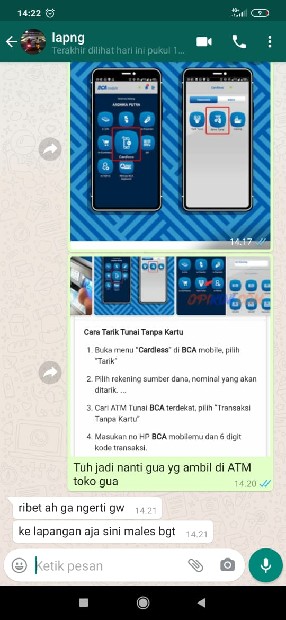 14:22
lapng
Terakhir dilihat hari ini pukul 1...
BCA
Cardless
14.17
Cara Tarik Tunai Tanpa Kartu
1. Buka menu "Cardless" di BCA mobile, pilih
"Tarik"
2. Pilih rekening sumber dana, nominal yang akan
ditarik. ...
3. Cari ATM Tunai BCA terdekat, pilih "Transaksi
Tanpa Kartu"
4. Masukan no HP BCA mobilemu dan 6 digit
kode transaksi.
Tuh jadi nanti gua yg ambil di ATM
toko gua
14.20
ribet ah ga ngerti gw 14.21
ke lapangan aja sini males bgt 14.21
Ketik pesan